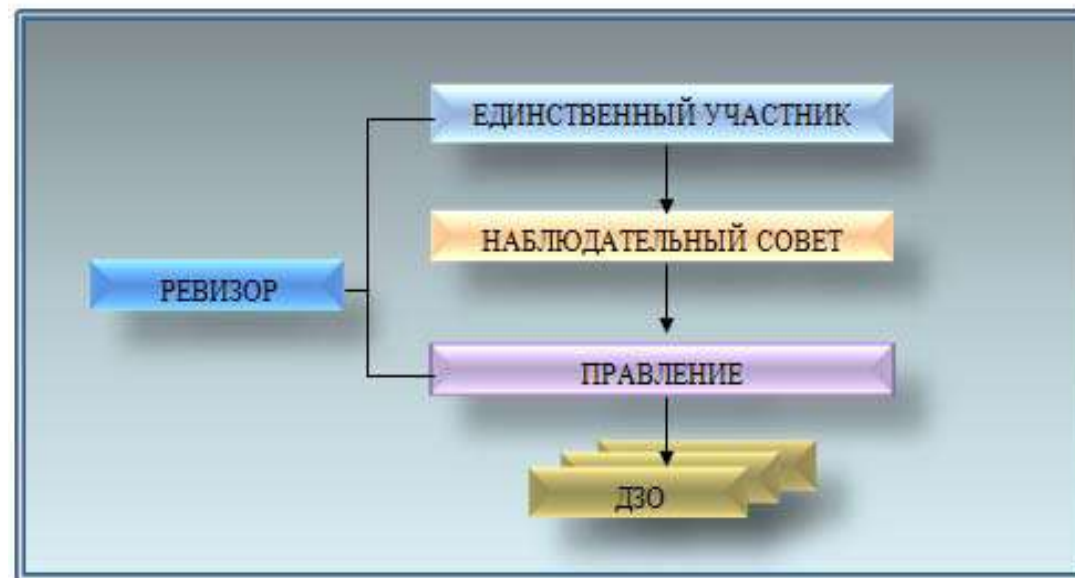 ЕДИНСТВЕННЫЙ УЧАСТНИК
НАБЛЮДАТЕЛЬНЫЙ СОВЕТ
РЕВИЗОР
ПРАВЛЕНИЕ
ДЗО